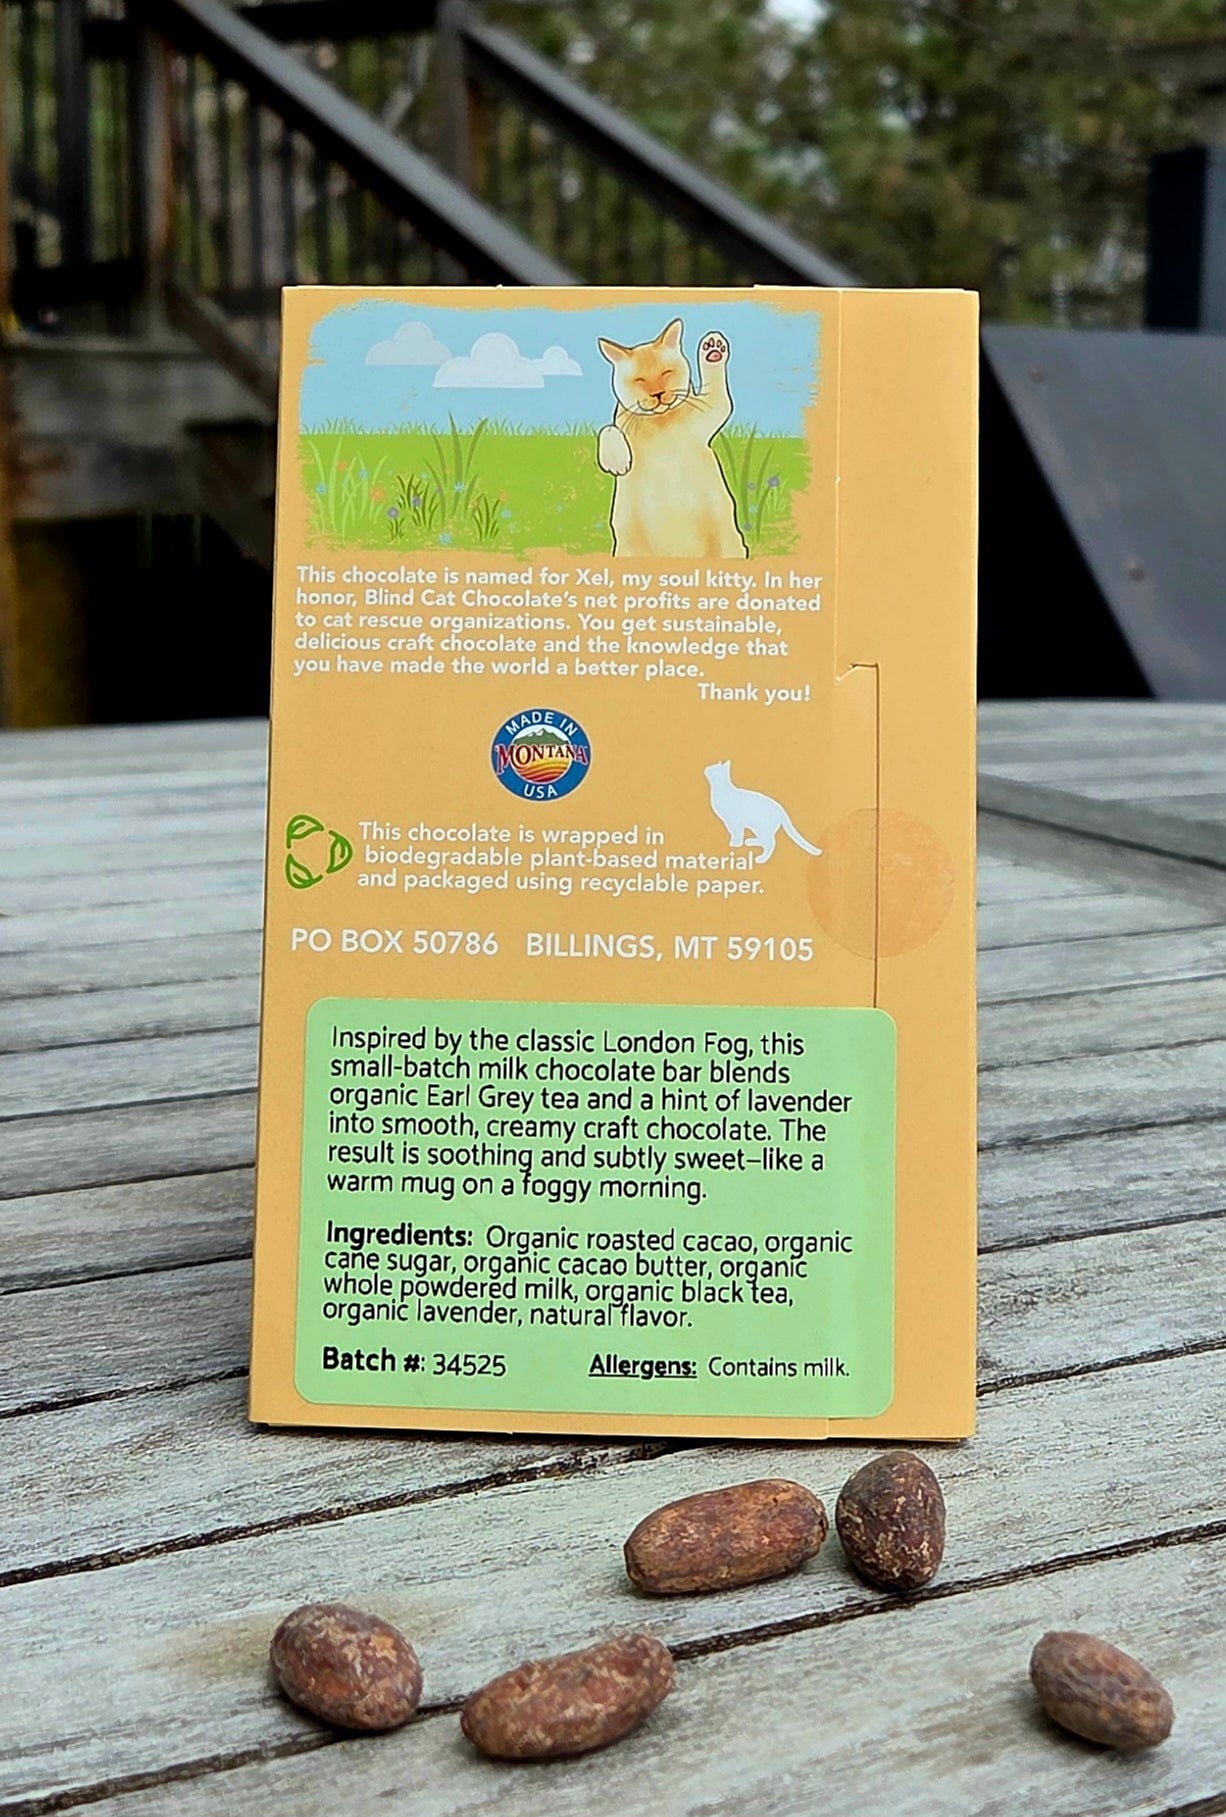 This chocolate is named for Xel, my soul kitty. In her
honor, Blind Cat Chocolate's net profits are donated
to cat rescue organizations. You get sustainable,
delicious craft chocolate and the knowledge that
you have made the world a better place.
Thank you!
MADE IN
MONTANA
USA
This chocolate is wrapped in
biodegradable plant-based material
and packaged using recyclable paper.
PO BOX 50786 BILLINGS, MT 59105
Inspired by the classic London Fog, this
small-batch milk chocolate bar blends
organic Earl Grey tea and a hint of lavender
into smooth, creamy craft chocolate. The
result is soothing and subtly sweet–like a
warm mug on a foggy morning.
Ingredients: Organic roasted cacao, organic
cane sugar, organic cacao butter, organic
whole powdered milk, organic black tea,
organic lavender, natural flavor.
Batch #: 34525 Allergens: Contains milk.